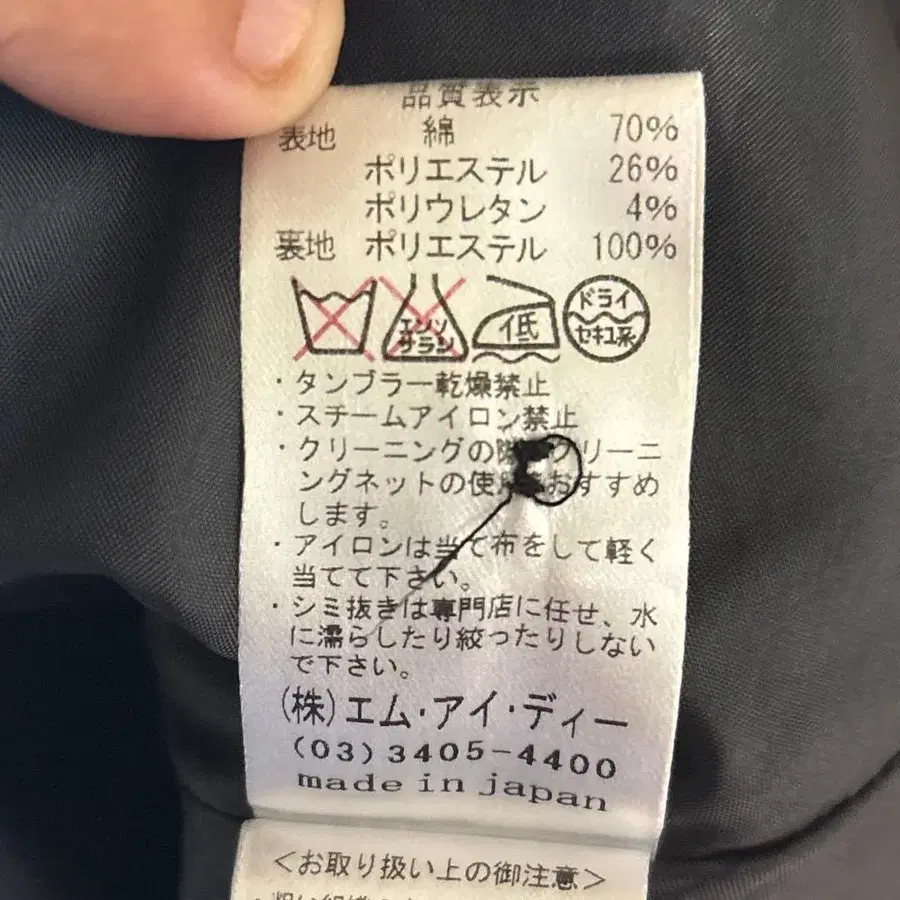 品質表示
表地 綿 70%
ポリエステル 26%
ポリウレタン 4%
裏地 ポリエステル 100%
エンソ サラシ 低 ドライ セキユ系
・タンブラー乾燥禁止
・スチームアイロン禁止
・クリーニングの クリーニ
ングネットの使 おすすめ
します。
・アイロンは当て布をして軽く
当てて下さい。
・シミ抜きは専門店に任せ、水
に濡らしたり絞ったりしない
で下さい。
(株)エム・アイ・ディー
(03)3405-4400
made in japan
<お取り扱い上の御注意>